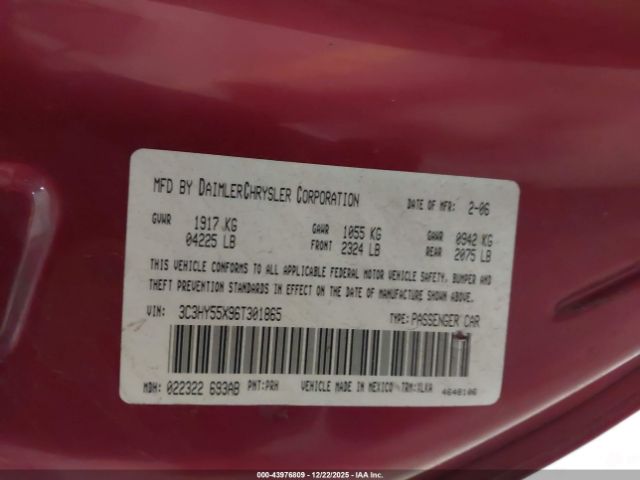 MFD BY DAIMLERCHRYSLER CORPORATION DATE OF MFR: 2-06
GVWR 1917 KG GAWR 1055 KG GAWR 0942 KG
04225 LB FRONT 2324 LB REAR 2075 LB
THIS VEHICLE CONFORMS TO ALL APPLICABLE FEDERAL MOTOR VEHICLE SAFETY, BUMPER AND
THEFT PREVENTION STANDARDS IN EFFECT ON THE DATE OF MANUFACTURE SHOWN ABOVE.
VIN: 3C3HY55X96T301865 TYPE: PASSENGER CAR
MDH: 022322 693AB PNT: PRH VEHICLE MADE IN MEXICO TRM: XLKA 4648106
000-43976809 - 12/22/2025 - IAA Inc.